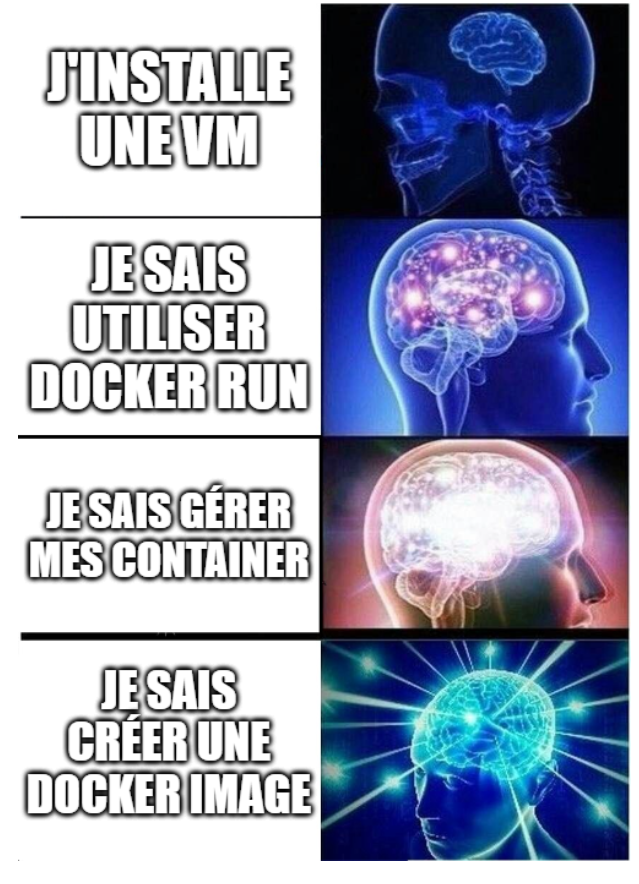 J'INSTALLE
UNE VM
JE SAIS
UTILISER
DOCKER RUN
JE SAIS GÉRER
MES CONTAINER
JE SAIS
CRÉER UNE
DOCKER IMAGE